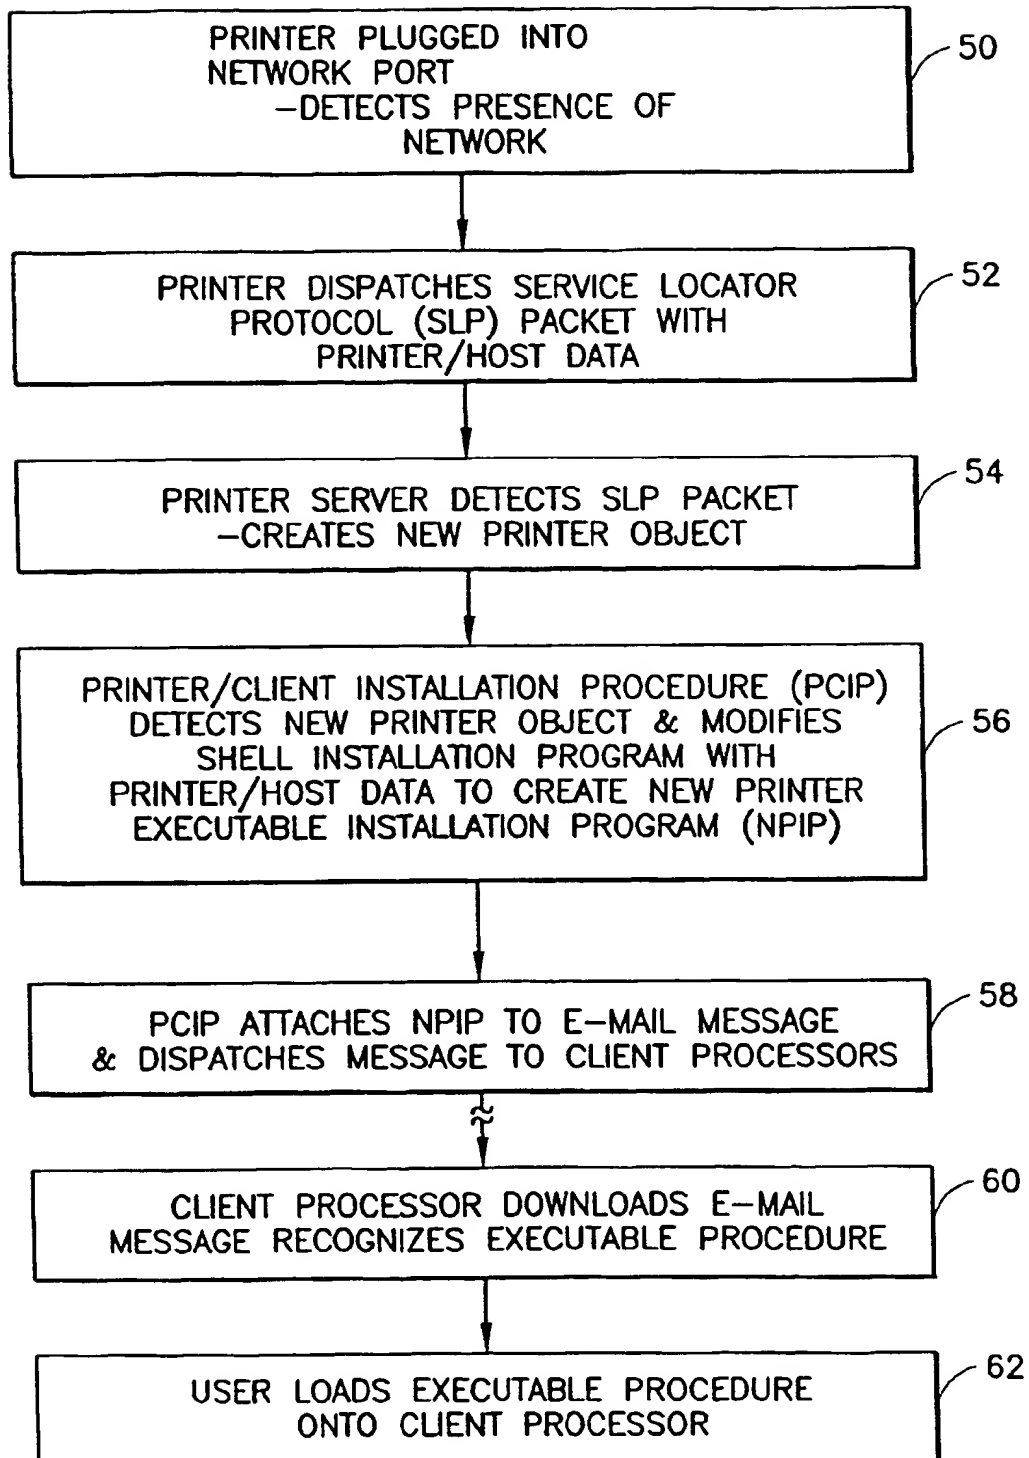 PRINTER PLUGGED INTO
NETWORK PORT
-DETECTS PRESENCE OF
NETWORK
50
PRINTER DISPATCHES SERVICE LOCATOR
PROTOCOL (SLP) PACKET WITH
PRINTER/HOST DATA
52
PRINTER SERVER DETECTS SLP PACKET
-CREATES NEW PRINTER OBJECT
54
PRINTER/CLIENT INSTALLATION PROCEDURE (PCIP)
DETECTS NEW PRINTER OBJECT & MODIFIES
SHELL INSTALLATION PROGRAM WITH
PRINTER/HOST DATA TO CREATE NEW PRINTER
EXECUTABLE INSTALLATION PROGRAM (NPIP)
56
PCIP ATTACHES NPIP TO E-MAIL MESSAGE
& DISPATCHES MESSAGE TO CLIENT PROCESSORS
58
CLIENT PROCESSOR DOWNLOADS E-MAIL
MESSAGE RECOGNIZES EXECUTABLE PROCEDURE
60
USER LOADS EXECUTABLE PROCEDURE
ONTO CLIENT PROCESSOR
62